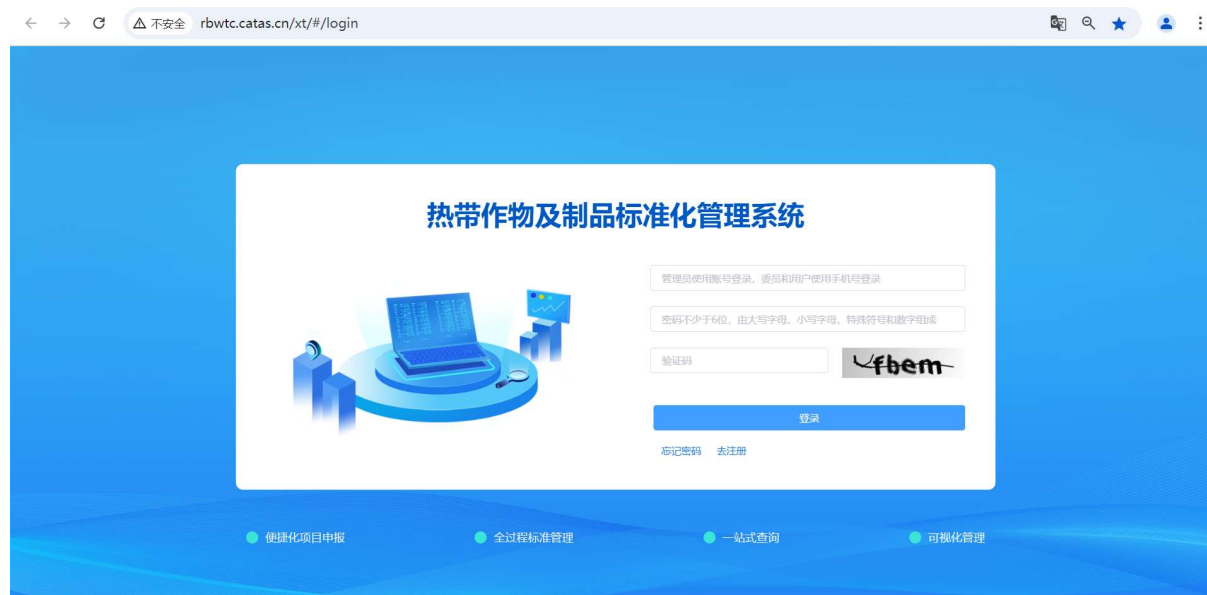 不安全 rbwtc.catas.cn/xt/#/login
热带作物及制品标准化管理系统
管理员使用账号登录，委员和用户使用手机号登录
密码不少于6位，由大写字母、小写字母、特殊符号和数字组成
验证码
fbem
登录
忘记密码 去注册
便捷化项目申报 全过程标准管理 一站式查询 可视化管理